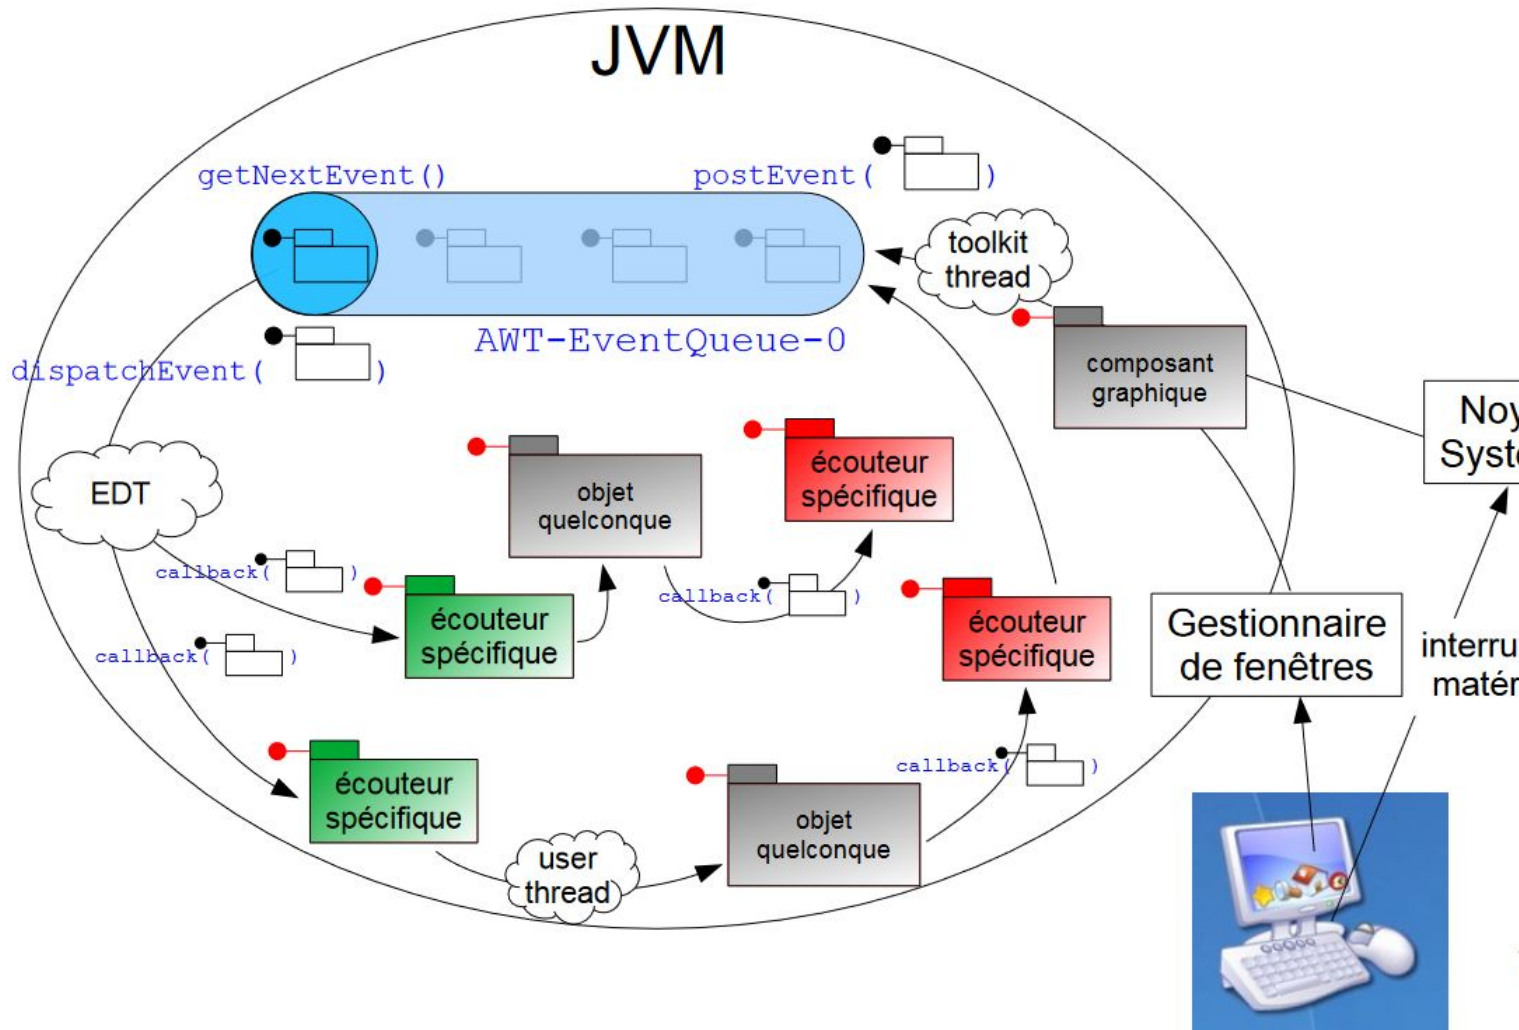 JVM
getNextEvent()
postEvent( )
toolkit
thread
AWT-EventQueue-0
dispatchEvent( )
composant
graphique
EDT
objet
quelconque
écouteur
spécifique
callback( )
callback( )
callback( )
écouteur
spécifique
écouteur
spécifique
Gestionnaire
de fenêtres
écouteur
spécifique
callback( )
user
thread
objet
quelconque